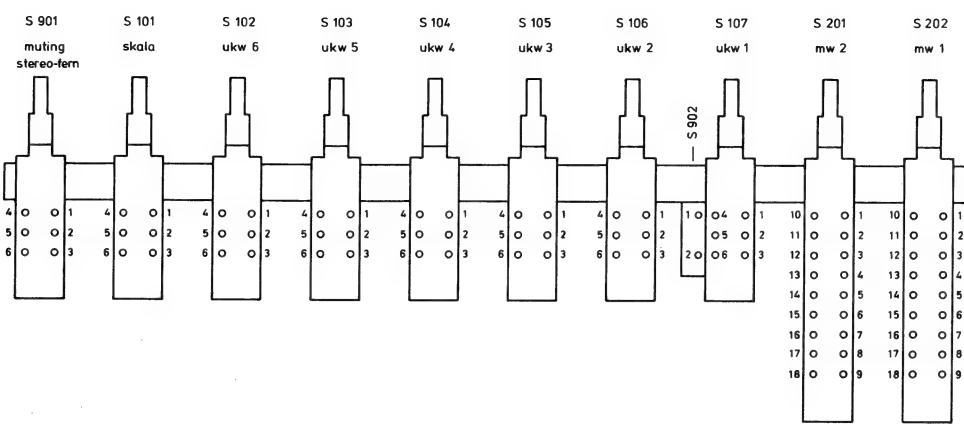 S 901 S 101 S 102 S 103 S 104 S 105 S 106 S 107 S 201 S 202
muting skala ukw 6 ukw 5 ukw 4 ukw 3 ukw 2 ukw 1 mw 2 mw 1
stereo-fern
S 902
4 1 4 1 4 1 4 1 4 1 4 1 4 1 1 4 1 10 1 10 1
5 2 5 2 5 2 5 2 5 2 5 2 5 2 5 2 11 2 11 2
6 3 6 3 6 3 6 3 6 3 6 3 6 3 2 6 3 12 3 12 3
13 4 13 4
14 5 14 5
15 6 15 6
16 7 16 7
17 8 17 8
18 9 18 9